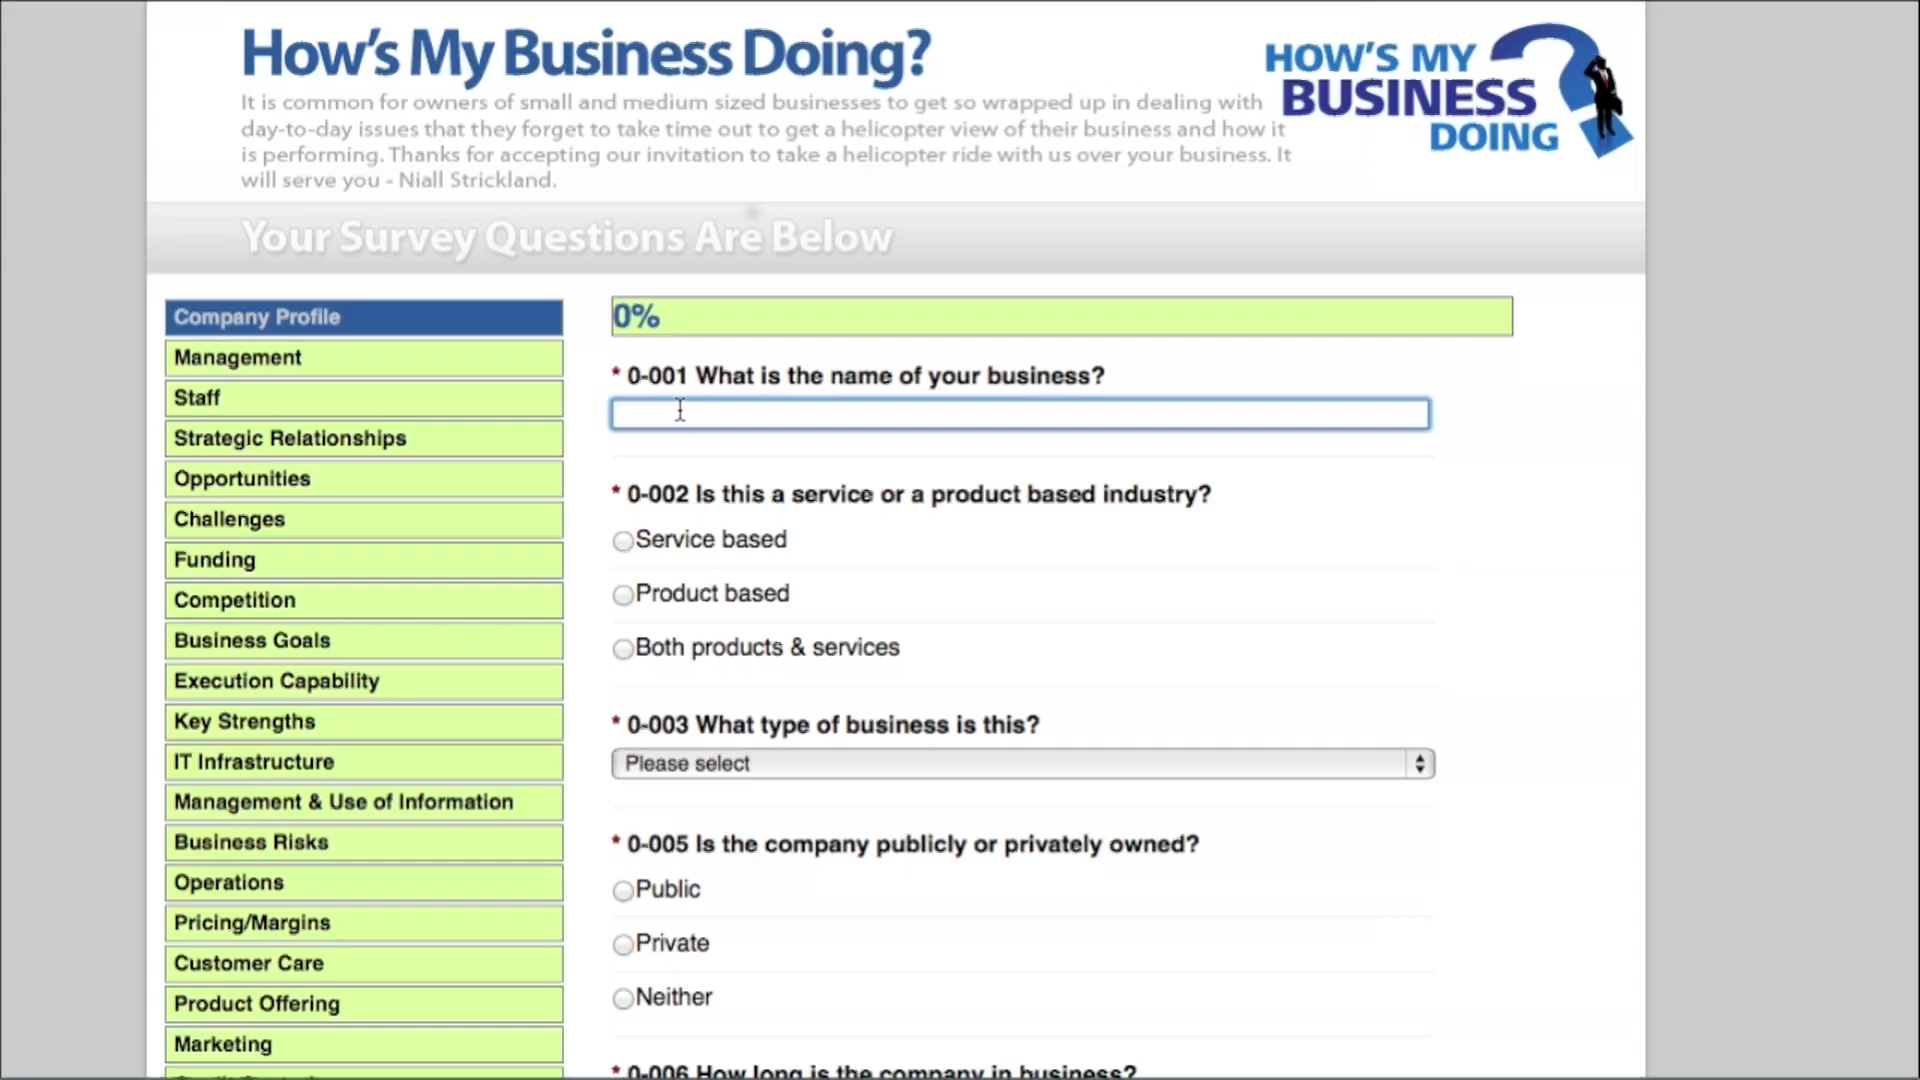 How's My Business Doing?
It is common for owners of small and medium sized businesses to get so wrapped up in dealing with
day-to-day issues that they forget to take time out to get a helicopter view of their business and how it
is performing. Thanks for accepting our invitation to take a helicopter ride with us over your business. It
will serve you - Niall Strickland.
HOW'S MY
BUSINESS
DOING
Your Survey Questions Are Below
Company Profile
Management
Staff
Strategic Relationships
Opportunities
Challenges
Funding
Competition
Business Goals
Execution Capability
Key Strengths
IT Infrastructure
Management & Use of Information
Business Risks
Operations
Pricing/Margins
Customer Care
Product Offering
Marketing
0%
* 0-001 What is the name of your business?
* 0-002 Is this a service or a product based industry?
Service based
Product based
Both products & services
* 0-003 What type of business is this?
Please select
* 0-005 Is the company publicly or privately owned?
Public
Private
Neither
* 0-006 How long is the company in business?